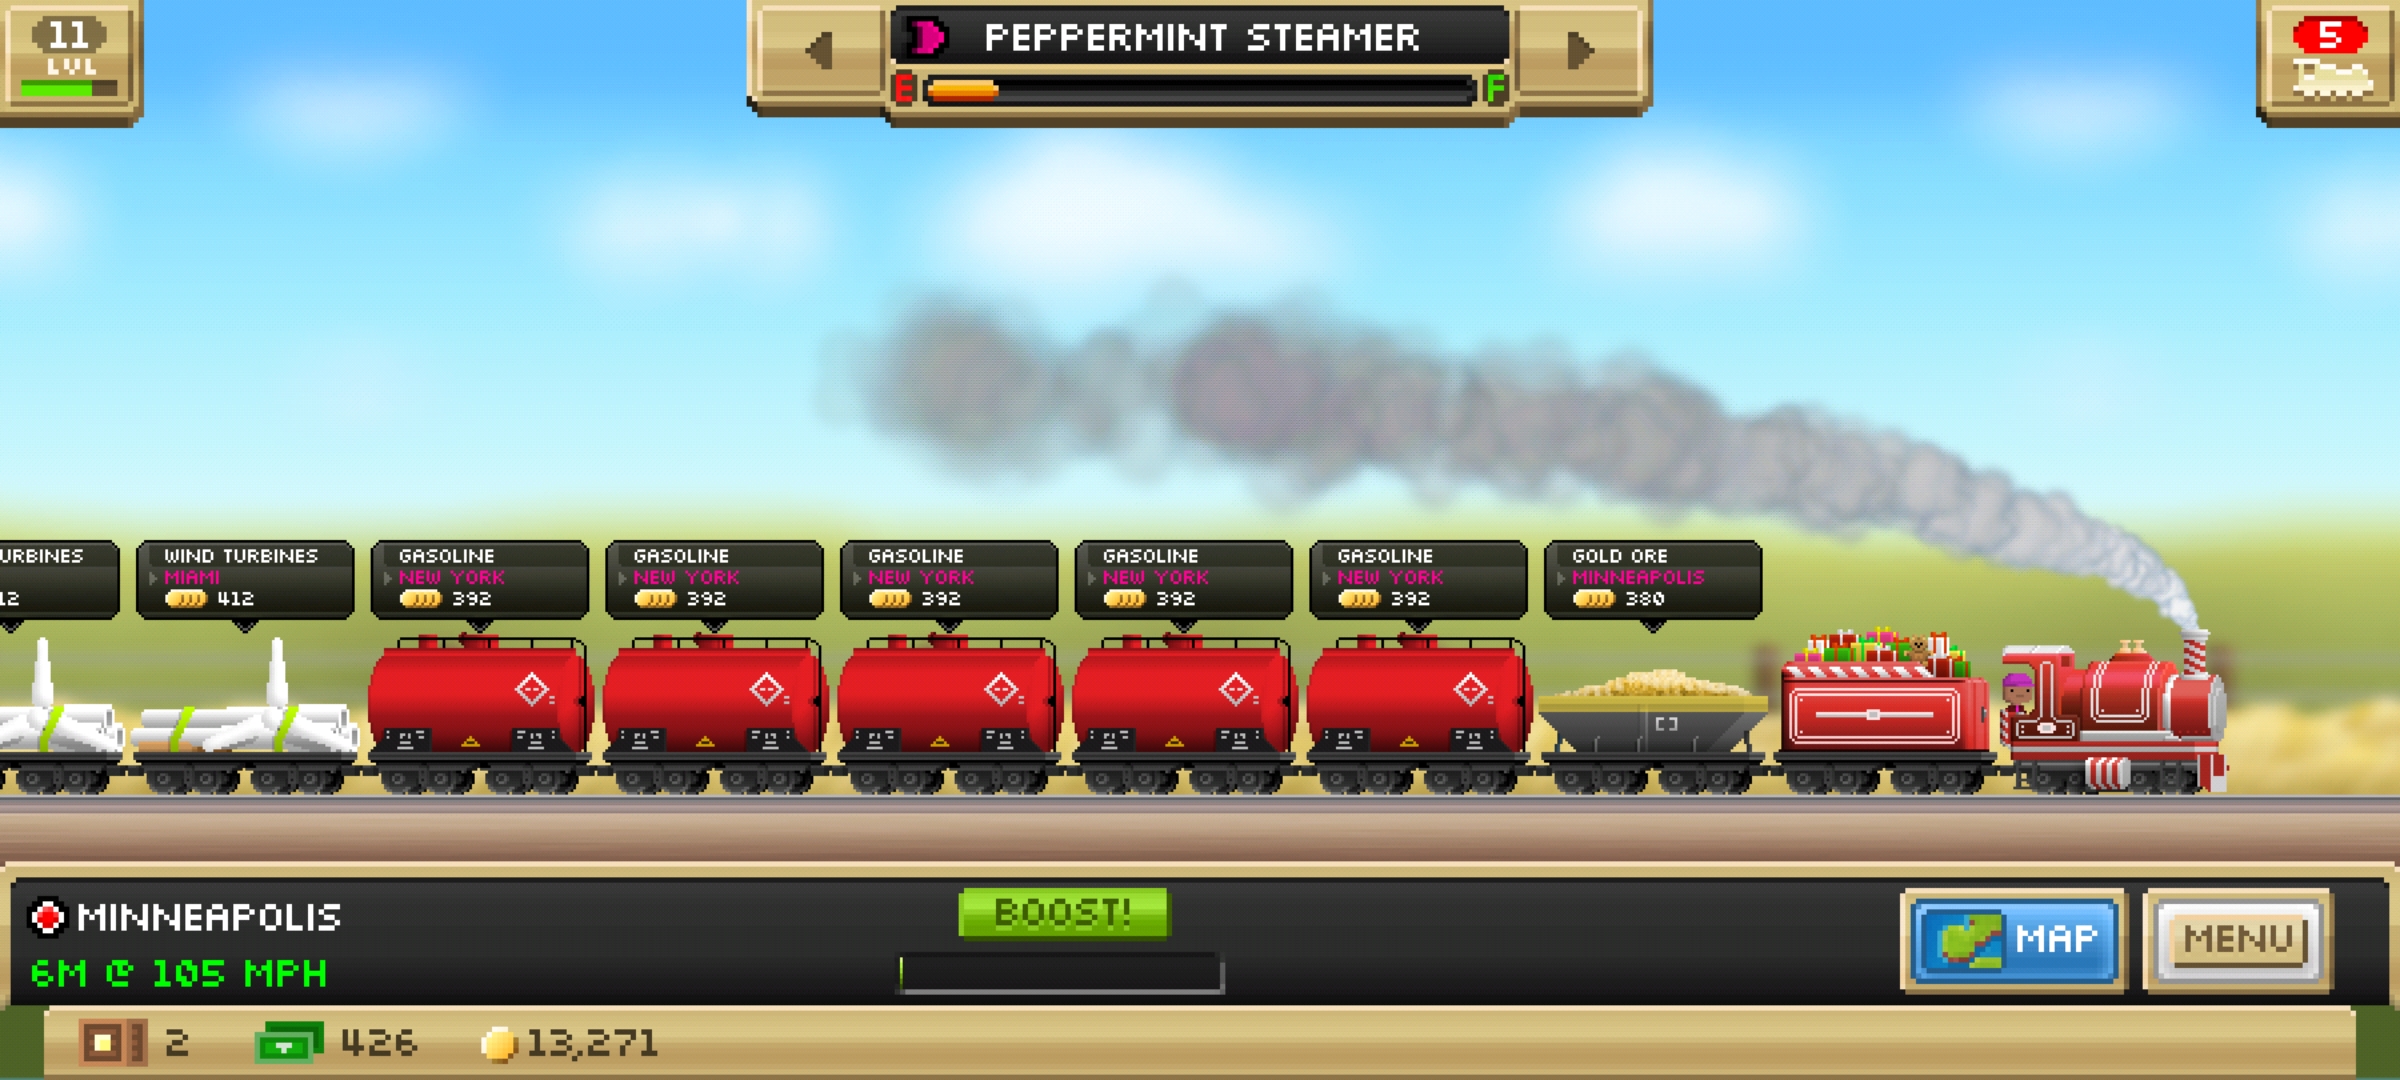 11
LVL
PEPPERMINT STEAMER
E F
5
URBINES
12
WIND TURBINES
MIAMI
412
GASOLINE
NEW YORK
392
GASOLINE
NEW YORK
392
GASOLINE
NEW YORK
392
GASOLINE
NEW YORK
392
GASOLINE
NEW YORK
392
GOLD ORE
MINNEAPOLIS
380
MINNEAPOLIS
6M @ 105 MPH
BOOST!
MAP
MENU
2
426
13,271